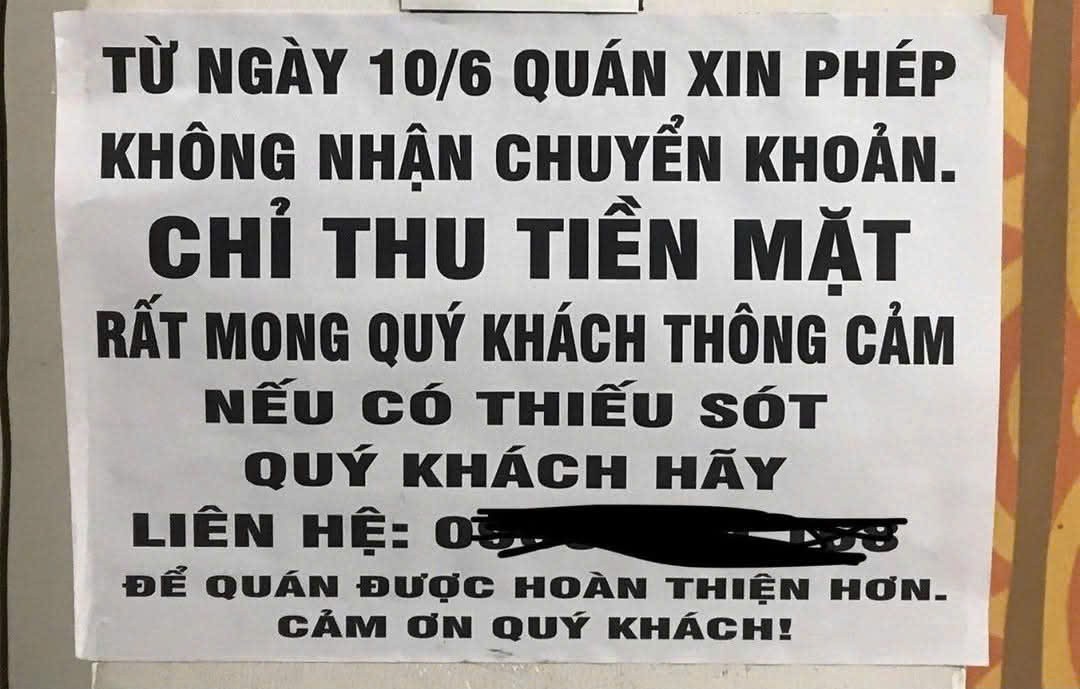 TỪ NGÀY 10/6 QUÁN XIN PHÉP
KHÔNG NHẬN CHUYỂN KHOẢN.
CHỈ THU TIỀN MẶT
RẤT MONG QUÝ KHÁCH THÔNG CẢM
NẾU CÓ THIẾU SÓT
QUÝ KHÁCH HÃY
LIÊN HỆ:
ĐỂ QUÁN ĐƯỢC HOÀN THIỆN HƠN.
CẢM ƠN QUÝ KHÁCH!